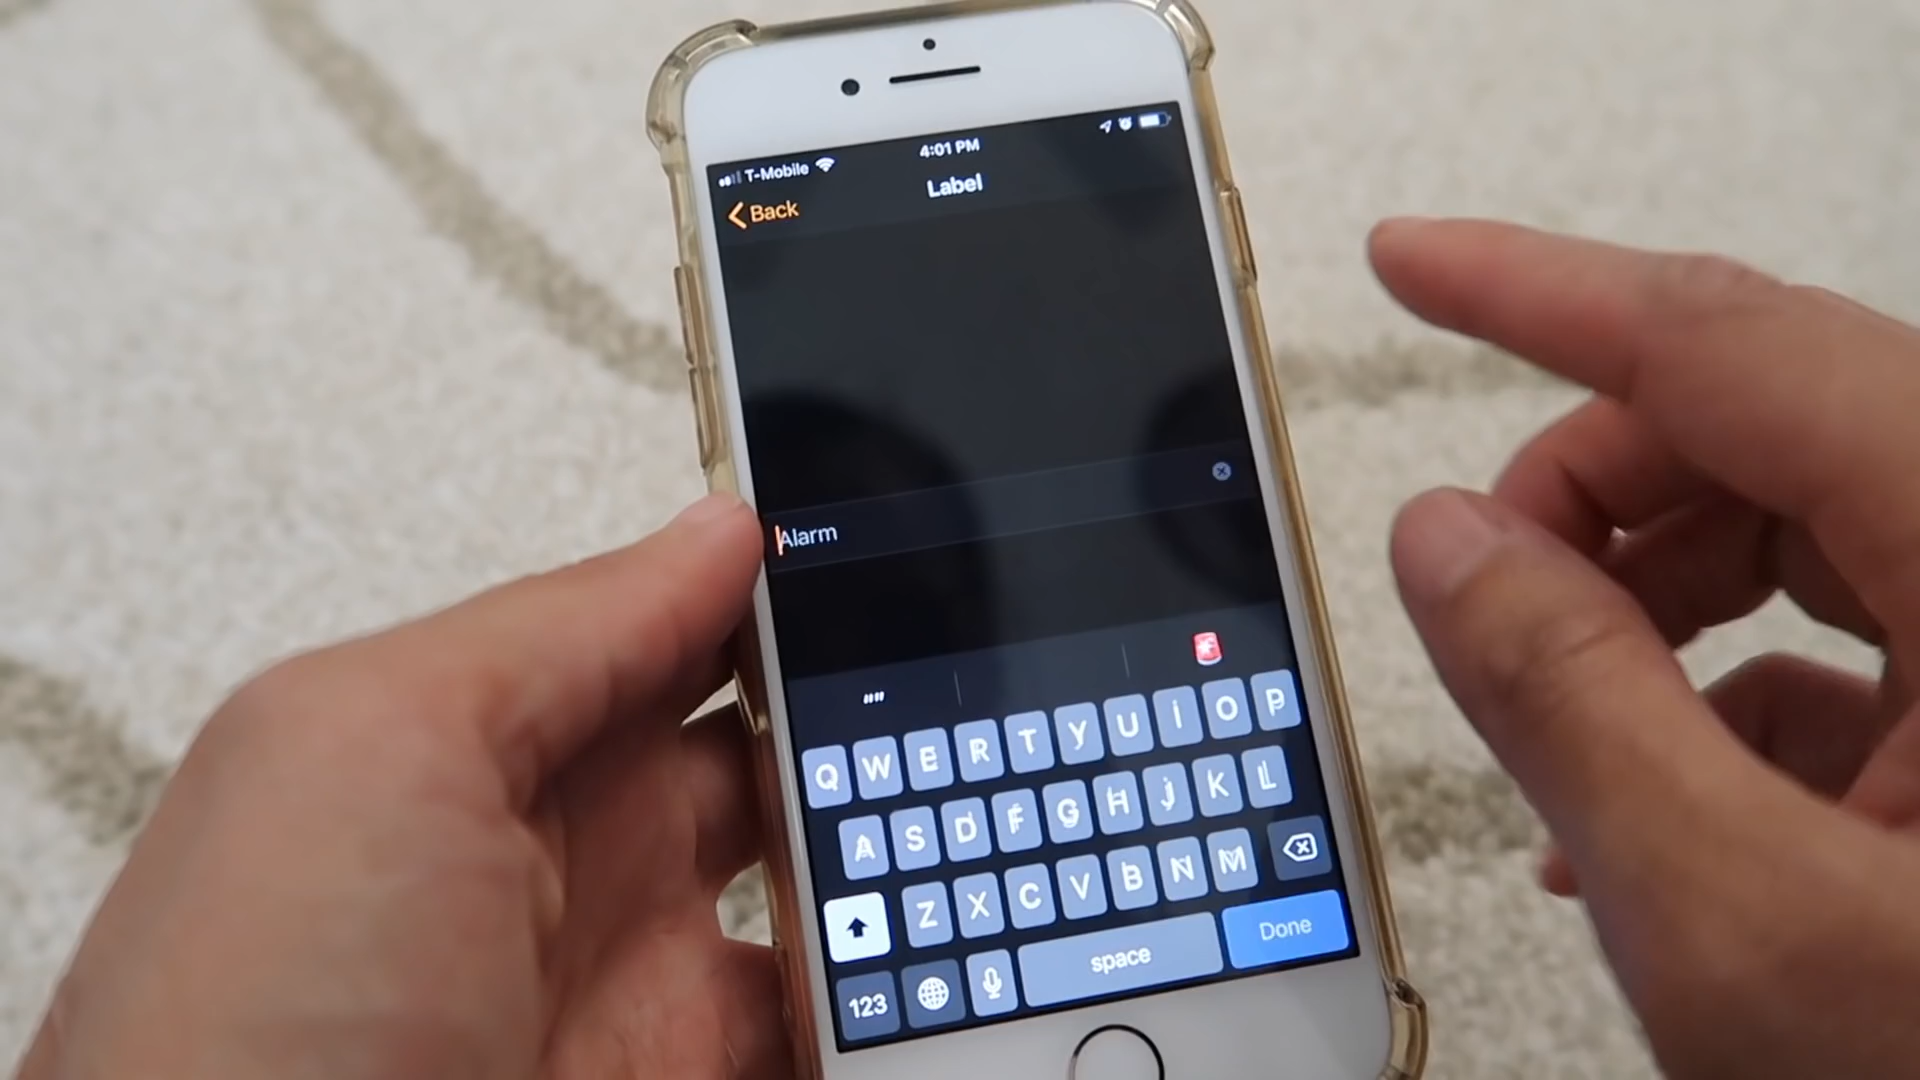 T-Mobile 4:01 PM
Back Label
Alarm
""
Q W E R T Y U I O P
A S D F G H J K L
Z X C V B N M
123 space Done